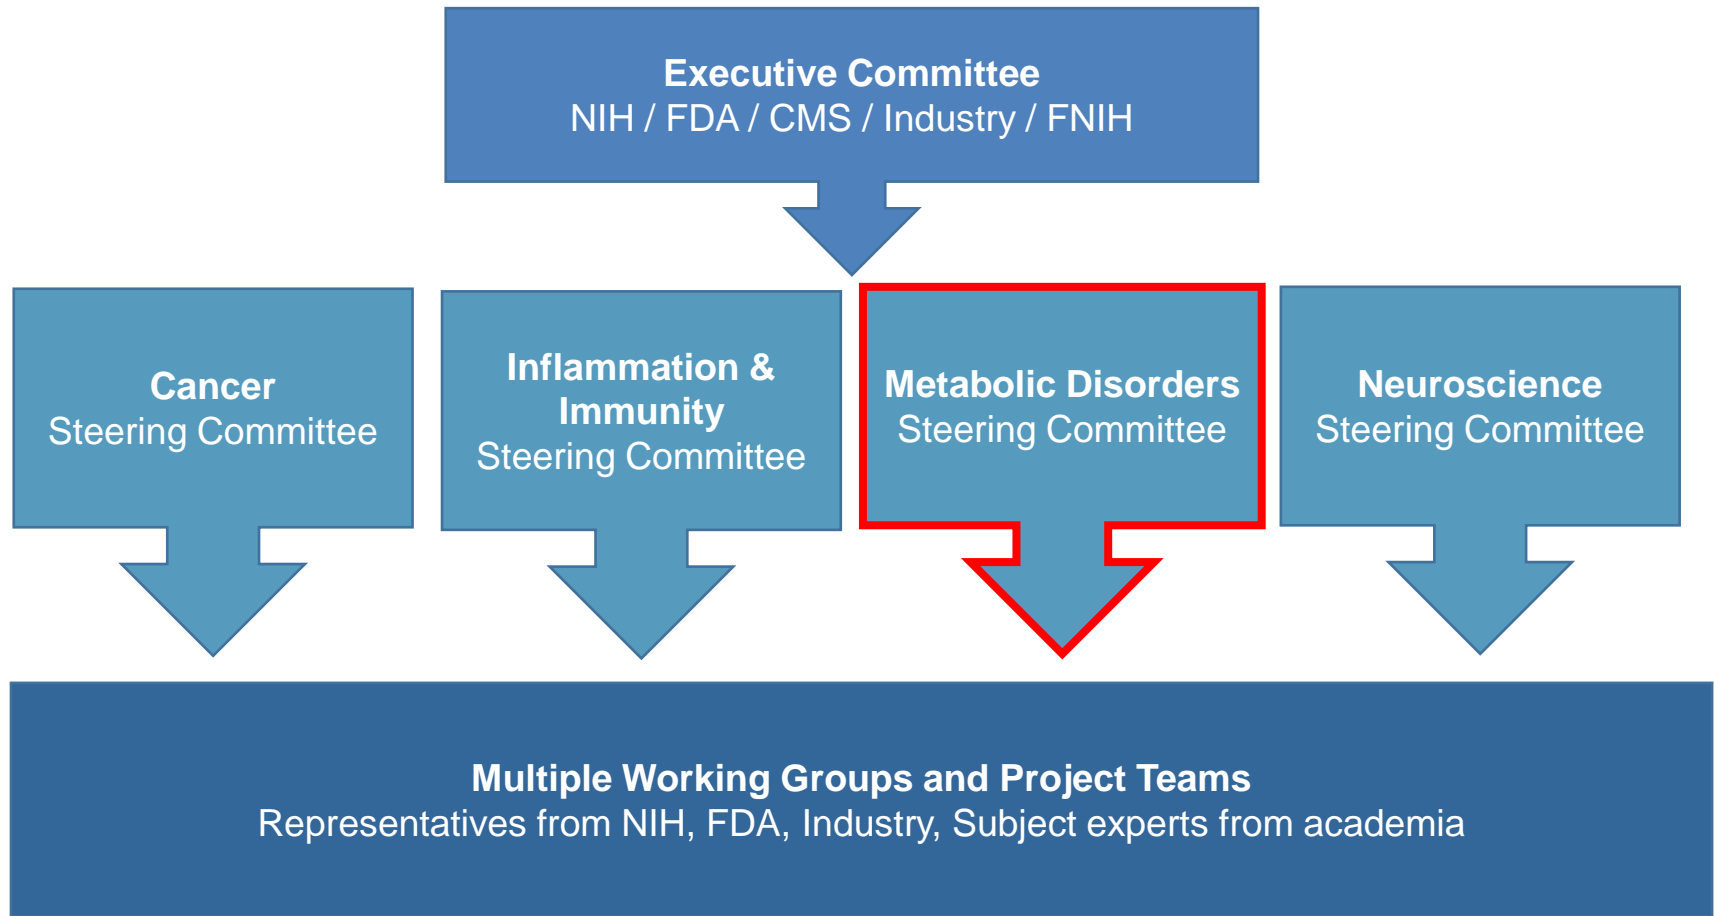 Executive Committee
NIH / FDA / CMS / Industry / FNIH
Cancer
Steering Committee
Inflammation &
Immunity
Steering Committee
Metabolic Disorders
Steering Committee
Neuroscience
Steering Committee
Multiple Working Groups and Project Teams
Representatives from NIH, FDA, Industry, Subject experts from academia